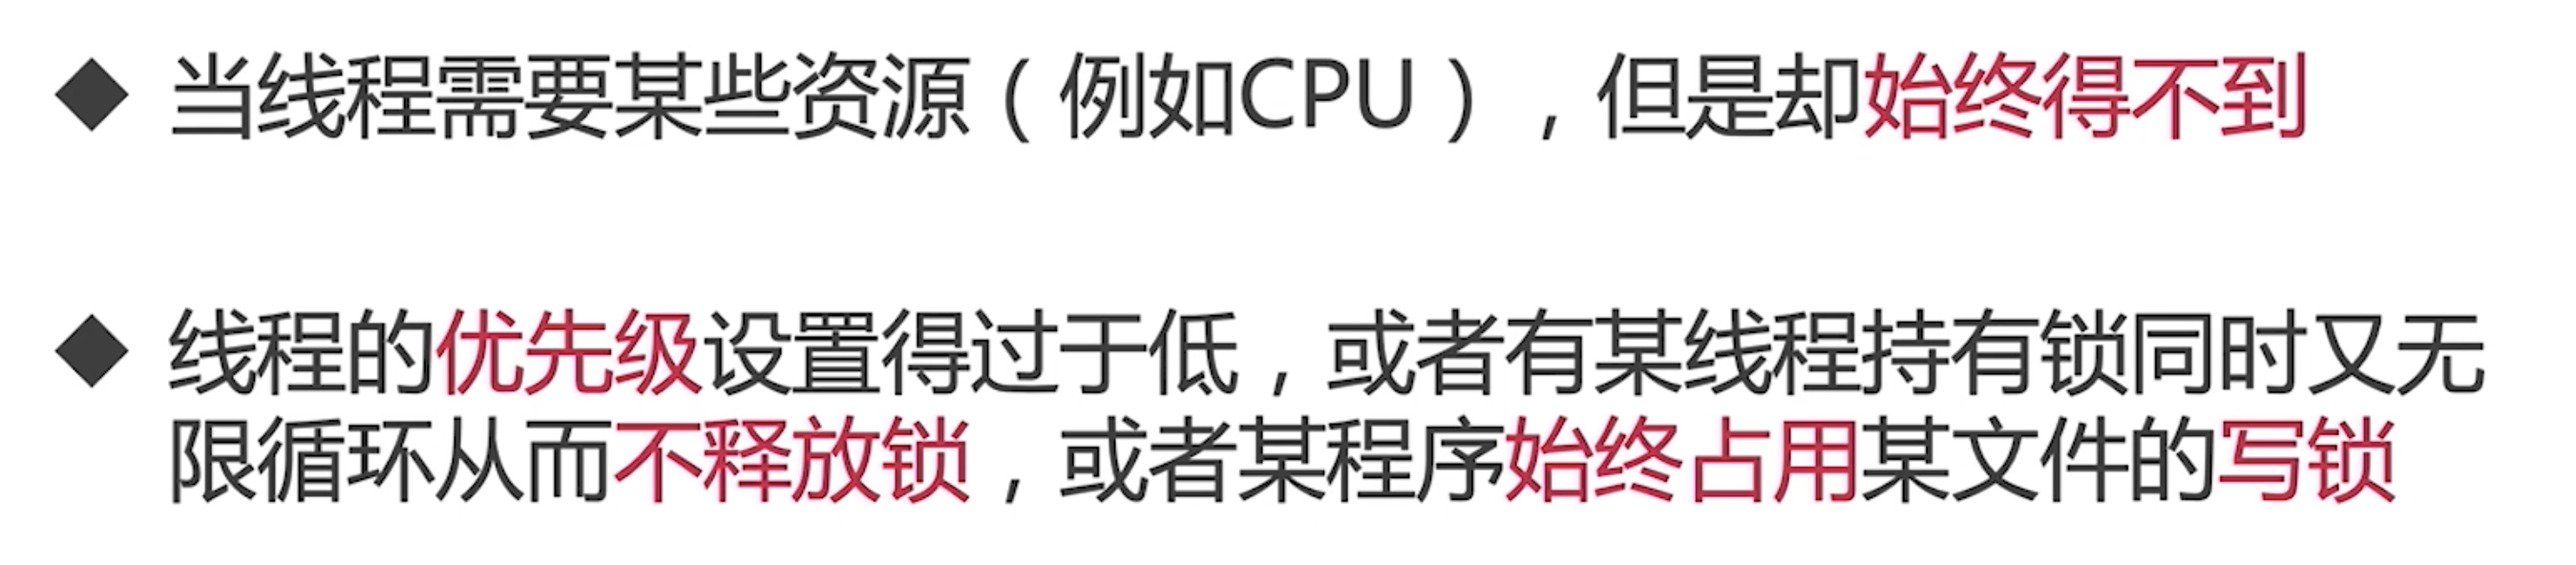 ◆ 当线程需要某些资源（例如CPU），但是却始终得不到
◆ 线程的优先级设置得过于低，或者有某线程持有锁同时又无
限循环从而不释放锁，或者某程序始终占用某文件的写锁